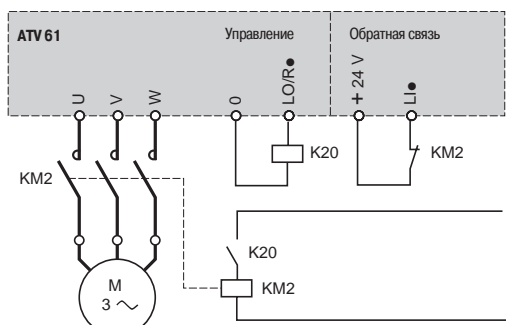 ATV 61 Управление Обратная связь
U V W 0 LO/R● + 24 V LI●
K20 KM2
KM2
K20
M
3 ~
KM2